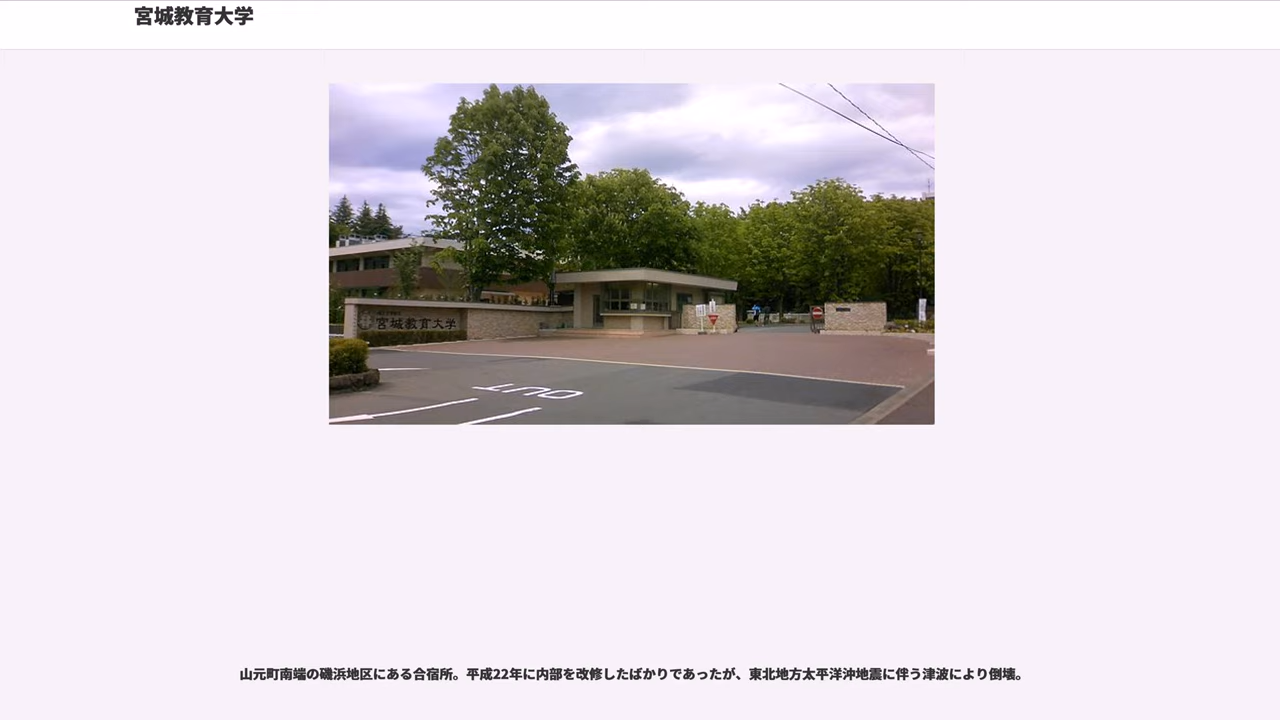 宮城教育大学
宮城教育大学
OUT
山元町南端の磯浜地区にある合宿所。平成22年に内部を改修したばかりであったが、東北地方太平洋沖地震に伴う津波により倒壊。